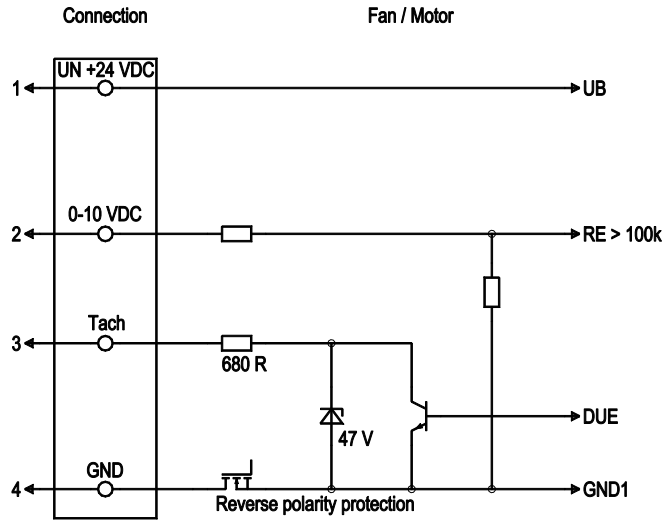 Connection Fan / Motor
UN +24 VDC
1 UB
0-10 VDC
2 RE > 100k
Tach
3
680 R
DUE
47 V
GND
4 GND1
Reverse polarity protection